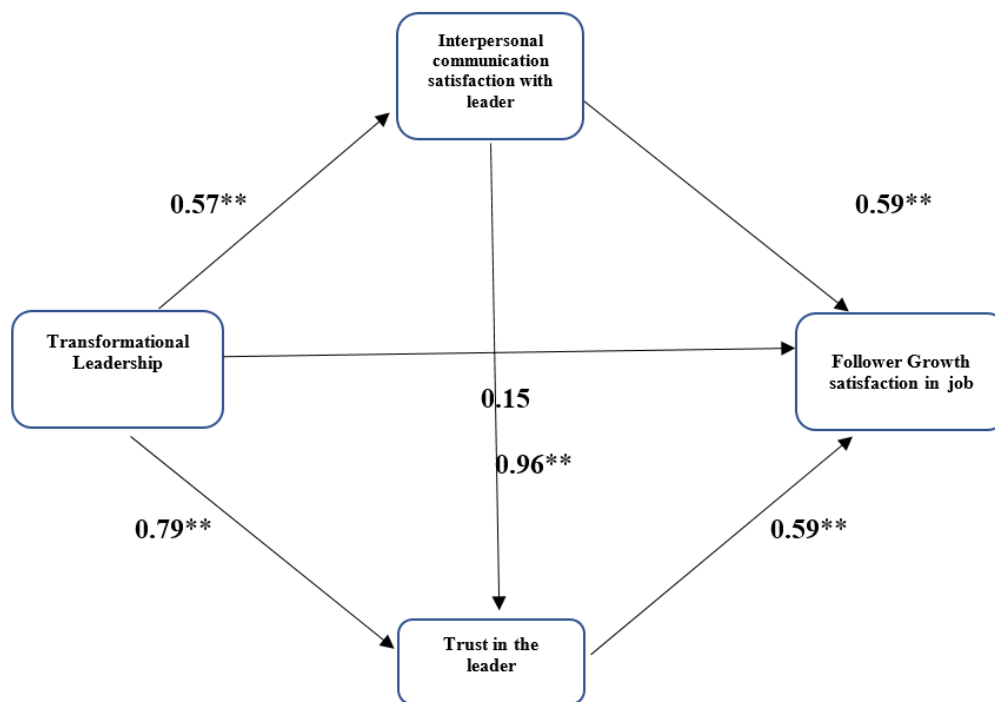 Interpersonal
communication
satisfaction with
leader
0.57**
0.59**
Transformational
Leadership
Follower Growth
satisfaction in job
0.15
0.96**
0.79**
0.59**
Trust in the
leader